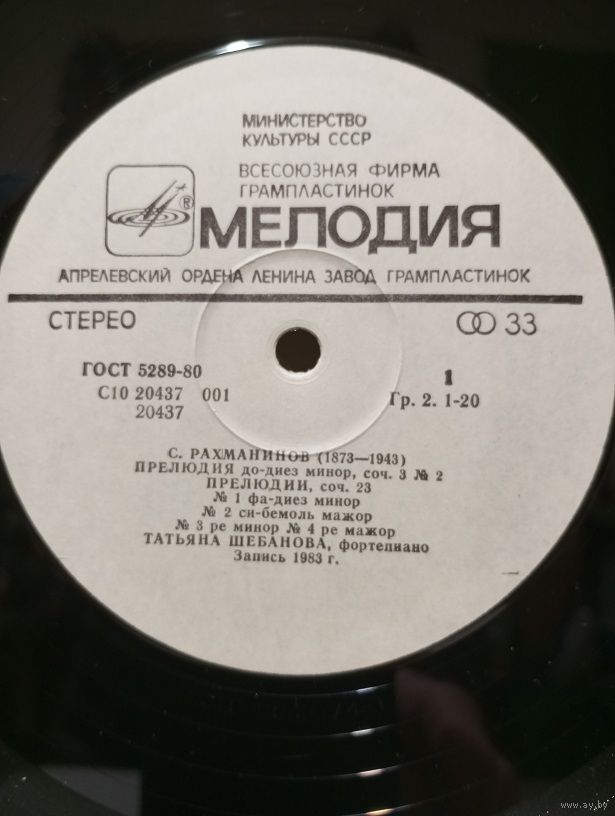 МИНИСТЕРСТВО
КУЛЬТУРЫ СССР
ВСЕСОЮЗНАЯ ФИРМА
ГРАМПЛАСТИНОК
®
МЕЛОДИЯ
АПРЕЛЕВСКИЙ ОРДЕНА ЛЕНИНА ЗАВОД ГРАМПЛАСТИНОК
СТЕРЕО
33
ГОСТ 5289-80
1
С10 20437 001
Гр. 2. 1-20
20437
С. РАХМАНИНОВ (1873—1943)
ПРЕЛЮДИЯ до-диез минор, соч. 3 № 2
ПРЕЛЮДИИ, соч. 23
№ 1 фа-диез минор
№ 2 си-бемоль мажор
№ 3 ре минор № 4 ре мажор
ТАТЬЯНА ШЕБАНОВА, фортепиано
Запись 1983 г.
www.ay.by